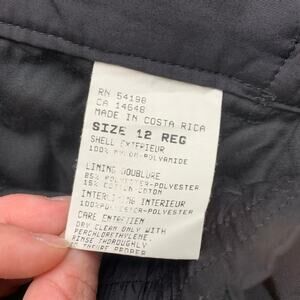 RN 54198
CA 14648
MADE IN COSTA RICA
SIZE 12 REG
SHELL EXTERIEUR
100% NYLON-POLYAMIDE
LINING DOUBLURE
85% POLYESTER-POLYESTER
15% COTTON-COTON
INTERLINING INTERIEUR
100%POLYESTER-POLYESTER
CARE ENTRETIEN
DRY CLEAN ONLY WITH
PERCHLORETHYLENE.
RINSE THOROUGHLY
PROPER